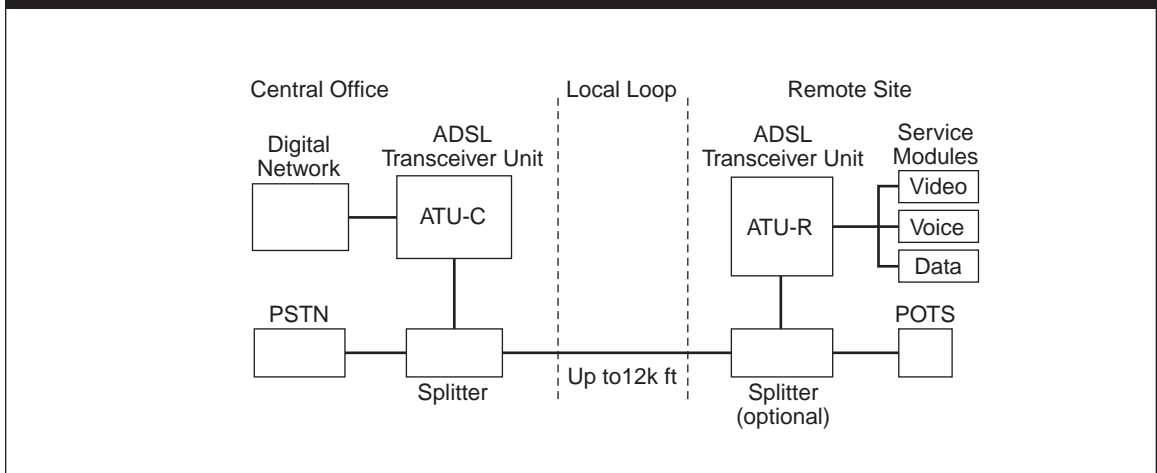 Central Office
Local Loop
Remote Site
Digital
Network
ADSL
Transceiver Unit
ATU-C
ADSL
Transceiver Unit
ATU-R
Service
Modules
Video
Voice
Data
PSTN
Splitter
Up to12k ft
Splitter
(optional)
POTS